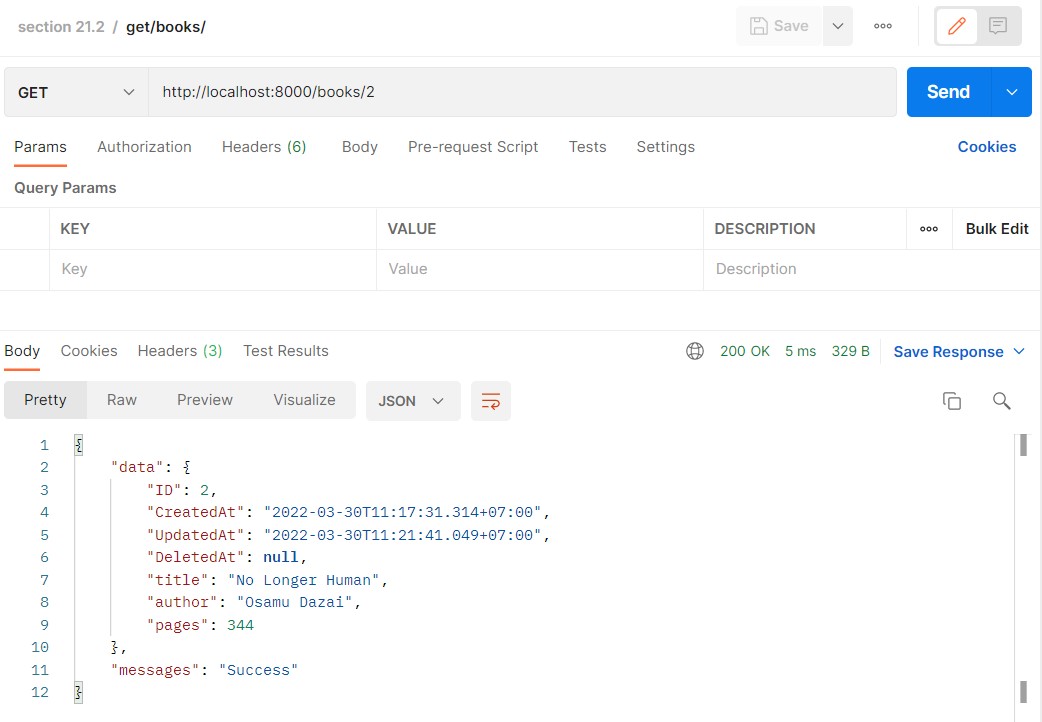 section 21.2 / get/books/ Save
GET http://localhost:8000/books/2 Send
Params Authorization Headers (6) Body Pre-request Script Tests Settings Cookies
Query Params
KEY VALUE DESCRIPTION Bulk Edit
Key Value Description
Body Cookies Headers (3) Test Results 200 OK 5 ms 329 B Save Response
Pretty Raw Preview Visualize JSON
1 {
2 "data": {
3 "ID": 2,
4 "CreatedAt": "2022-03-30T11:17:31.314+07:00",
5 "UpdatedAt": "2022-03-30T11:21:41.049+07:00",
6 "DeletedAt": null,
7 "title": "No Longer Human",
8 "author": "Osamu Dazai",
9 "pages": 344
10 },
11 "messages": "Success"
12 }